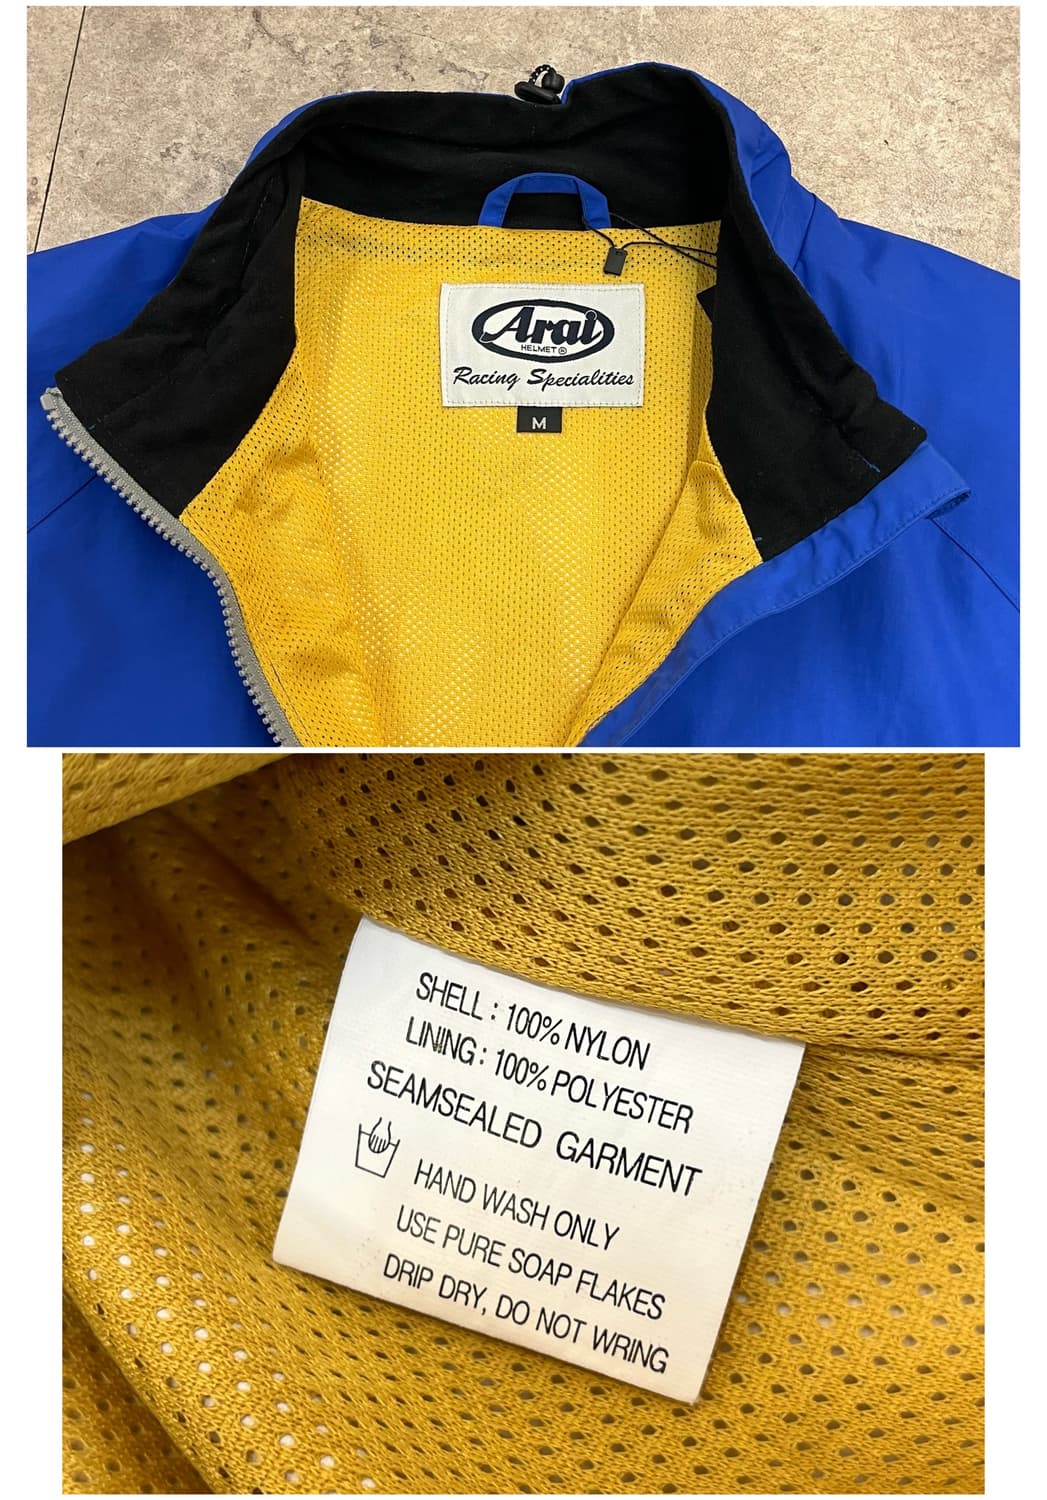 Arai
HELMET ®
Racing Specialities
M
SHELL : 100% NYLON
LINING : 100% POLYESTER
SEAMSEALED GARMENT
HAND WASH ONLY
USE PURE SOAP FLAKES
DRIP DRY, DO NOT WRING